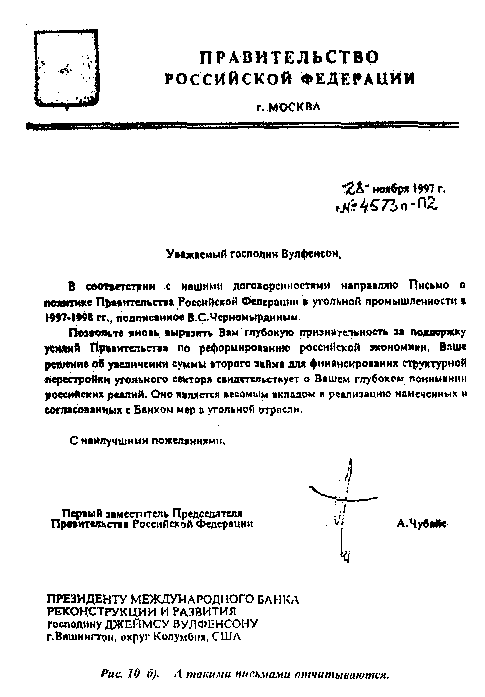 ПРАВИТЕЛЬСТВО
РОССИЙСКОЙ ФЕДЕРАЦИИ
г. МОСКВА
"28" ноября 1997 г.
№ 4573п-П2
Уважаемый господин Вулфенсон,
В соответствии с нашими договоренностями направляю Письмо о
политике Правительства Российской Федерации в угольной промышленности в
1997-1998 гг., подписанное В.С.Черномырдиным.
Позвольте вновь выразить Вам глубокую признательность за поддержку
усилий Правительства по реформированию российской экономики. Ваше
решение об увеличении суммы второго займа для финансирования структурной
перестройки угольного сектора свидетельствует о Вашем глубоком понимании
российских реалий. Оно является весомым вкладом в реализацию намеченных и
согласованных с Банком мер в угольной отрасли.
С наилучшими пожеланиями,
Первый заместитель Председателя
Правительства Российской Федерации
А.Чубайс
ПРЕЗИДЕНТУ МЕЖДУНАРОДНОГО БАНКА
РЕКОНСТРУКЦИИ И РАЗВИТИЯ
господину ДЖЕЙМСУ ВУЛФЕНСОНУ
г.Вашингтон, округ Колумбия, США
Рис. 10 б). А такими письмами отчитываются.